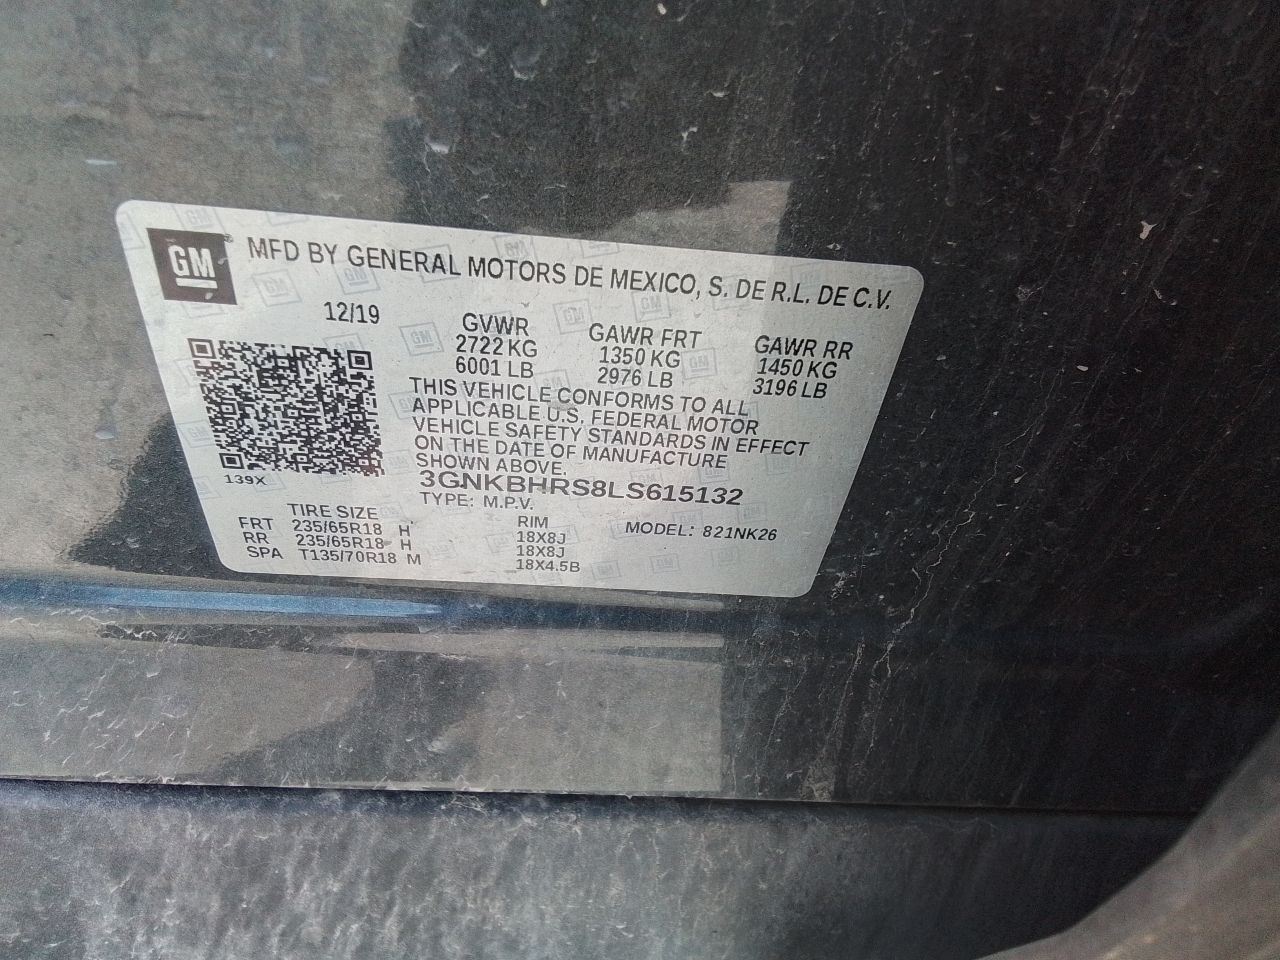 GM
MFD BY GENERAL MOTORS DE MEXICO, S. DE R.L. DE C.V.
12/19
GVWR GAWR FRT GAWR RR
2722 KG 1350 KG 1450 KG
6001 LB 2976 LB 3196 LB
THIS VEHICLE CONFORMS TO ALL
APPLICABLE U.S. FEDERAL MOTOR
VEHICLE SAFETY STANDARDS IN EFFECT
ON THE DATE OF MANUFACTURE
SHOWN ABOVE.
139X
3GNKBHRS8LS615132
TYPE: M.P.V.
TIRE SIZE RIM MODEL: 821NK26
FRT 235/65R18 H 18X8J
RR 235/65R18 H 18X8J
SPA T135/70R18 M 18X4.5B